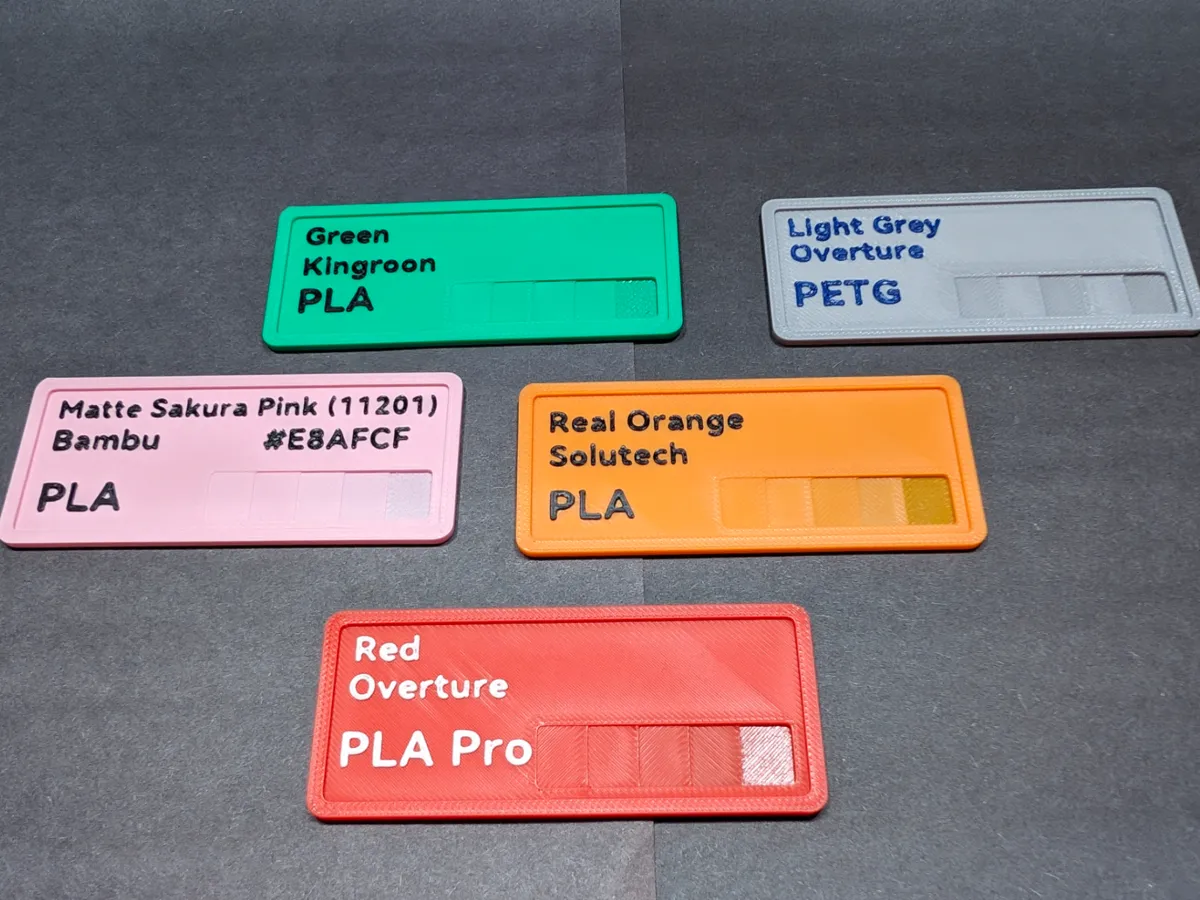 Green
Kingroon
PLA
Light Grey
Overture
PETG
Matte Sakura Pink (11201)
Bambu #E8AFCF
PLA
Real Orange
Solutech
PLA
Red
Overture
PLA Pro